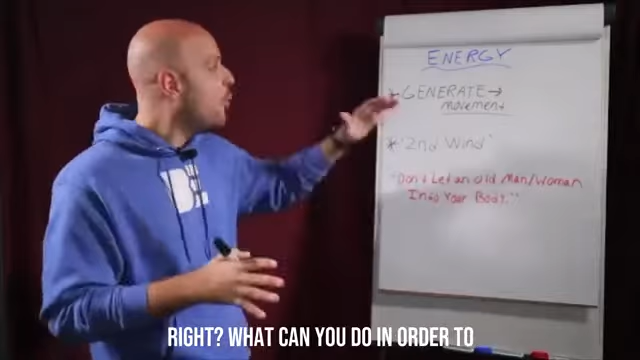 ENERGY
* GENERATE →
movement
* '2nd Wind'
"Don't Let an old Man/Woman
Into Your Body."
RIGHT? WHAT CAN YOU DO IN ORDER TO